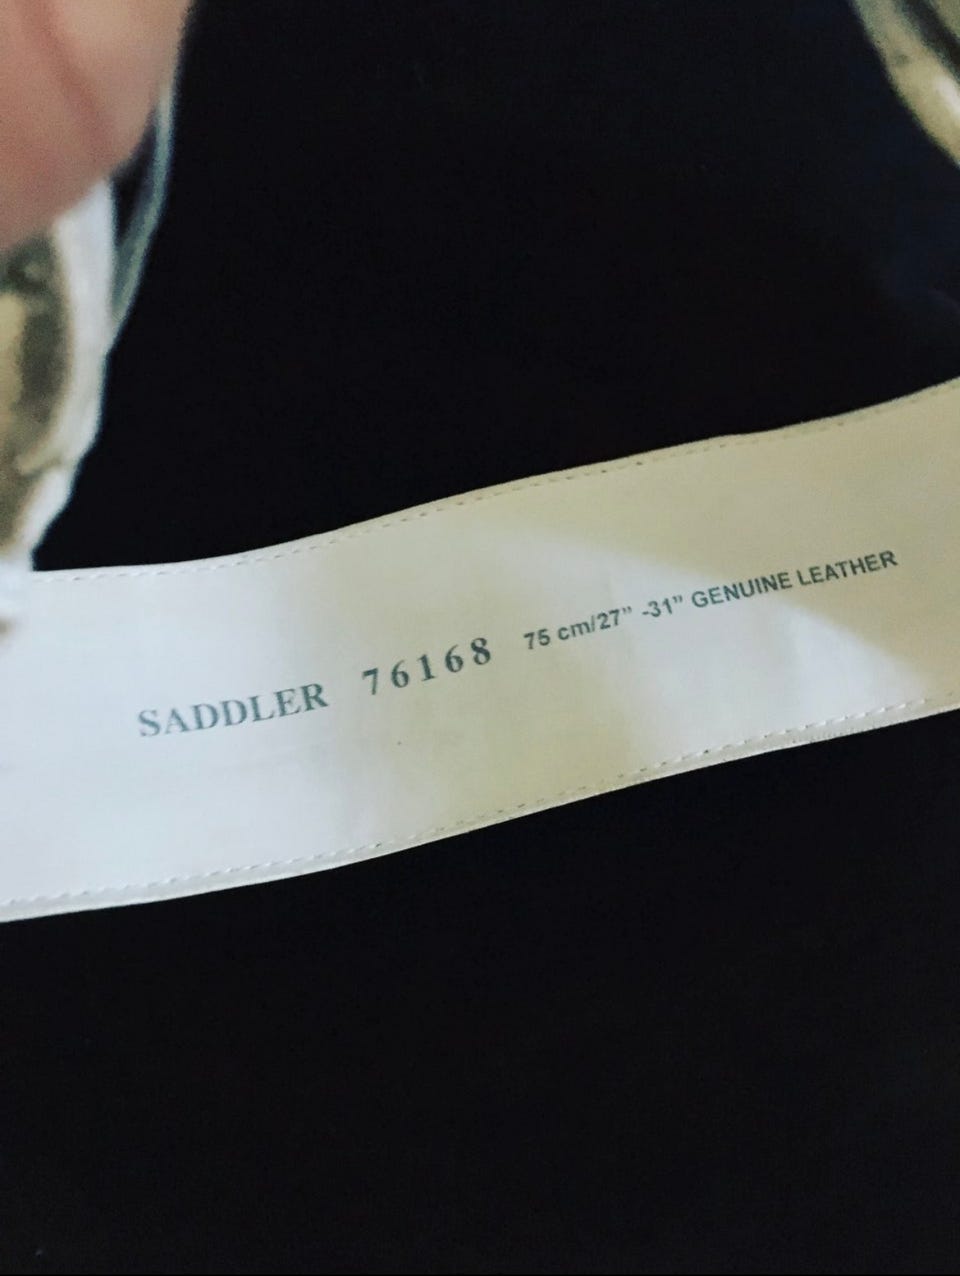 SADDLER 76168 75 cm/27” -31” GENUINE LEATHER